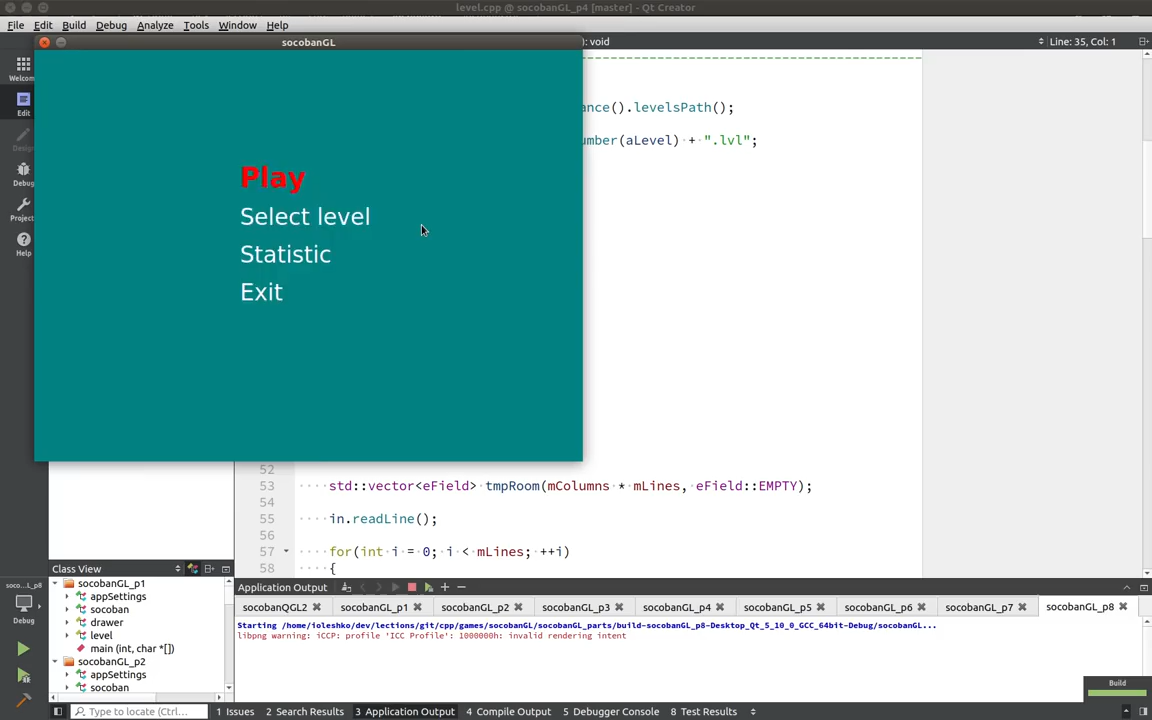 level.cpp @ socobanGL_p4 [master] - Qt Creator
File Edit Build Debug Analyze Tools Window Help
socobanGL
): void
Line: 35, Col: 1
Welcom
Edit
Design
Debug
Project
Help
ance().levelsPath();
umber(aLevel) + ".lvl";
Play
Select level
Statistic
Exit
52
53 std::vector<eField> tmpRoom(mColumns * mLines, eField::EMPTY);
54
55 in.readLine();
56
57 for(int i = 0; i < mLines; ++i)
58 {
Class View
socobanGL_p1
appSettings
socoban
drawer
level
main (int, char *[])
socobanGL_p2
appSettings
socoban
soco...L_p8
Debug
Application Output
socobanQGL2 socobanGL_p1 socobanGL_p2 socobanGL_p3 socobanGL_p4 socobanGL_p5 socobanGL_p6 socobanGL_p7 socobanGL_p8
Starting /home/ioleshko/dev/lections/git/cpp/games/socobanGL/socobanGL_parts/build-socobanGL_p8-Desktop_Qt_5_10_0_GCC_64bit-Debug/socobanGL...
libpng warning: iCCP: profile 'ICC Profile': 1000000h: invalid rendering intent
Build
Type to locate (Ctrl...
1 Issues 2 Search Results 3 Application Output 4 Compile Output 5 Debugger Console 8 Test Results